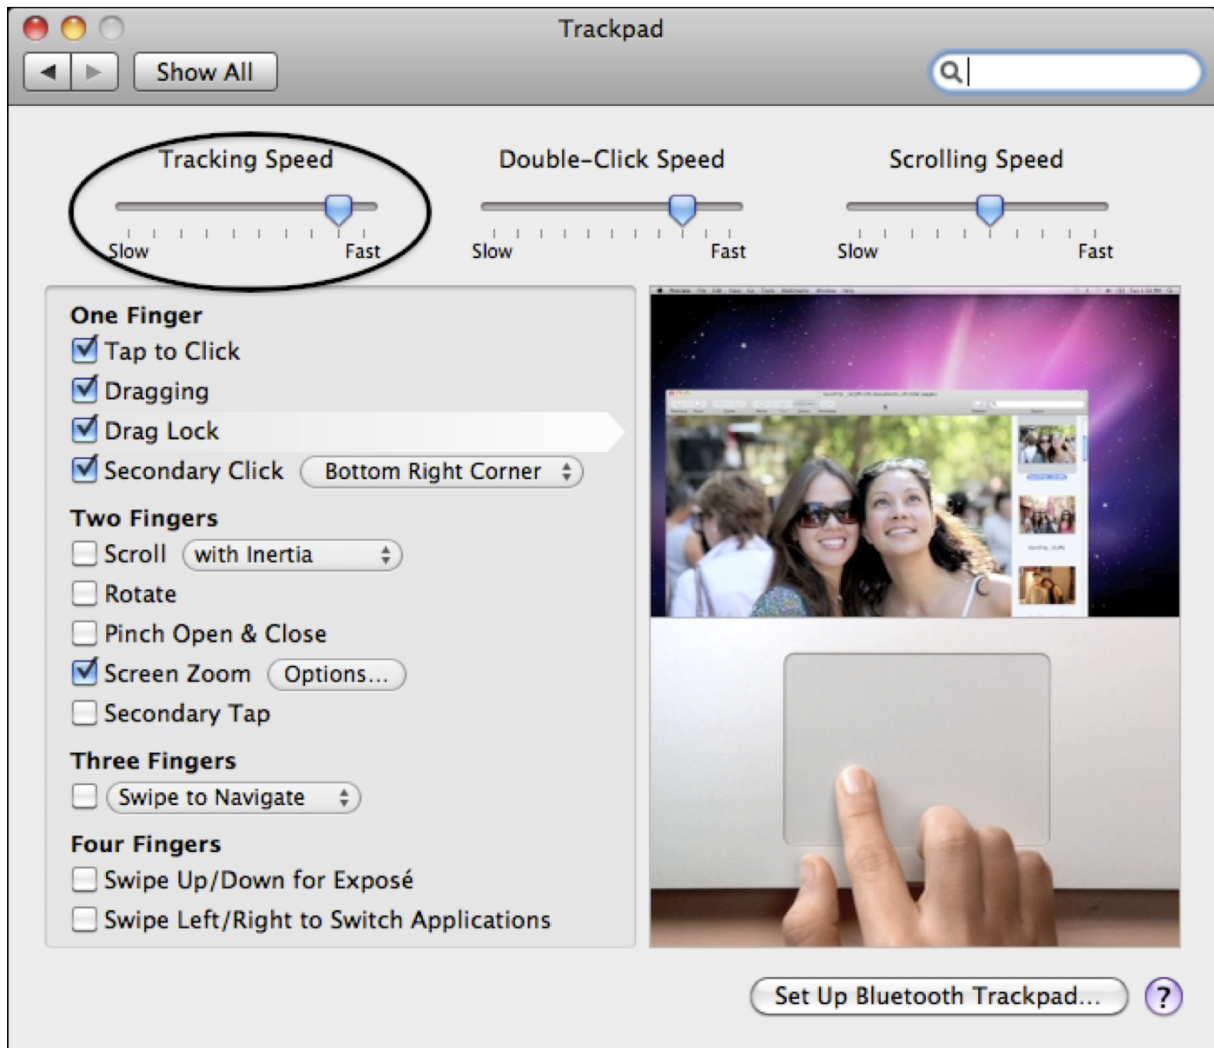 Trackpad
Show All
Tracking Speed
Slow Fast
Double-Click Speed
Slow Fast
Scrolling Speed
Slow Fast
One Finger
Tap to Click
Dragging
Drag Lock
Secondary Click Bottom Right Corner
Two Fingers
Scroll with Inertia
Rotate
Pinch Open & Close
Screen Zoom Options...
Secondary Tap
Three Fingers
Swipe to Navigate
Four Fingers
Swipe Up/Down for Exposé
Swipe Left/Right to Switch Applications
Set Up Bluetooth Trackpad...
?